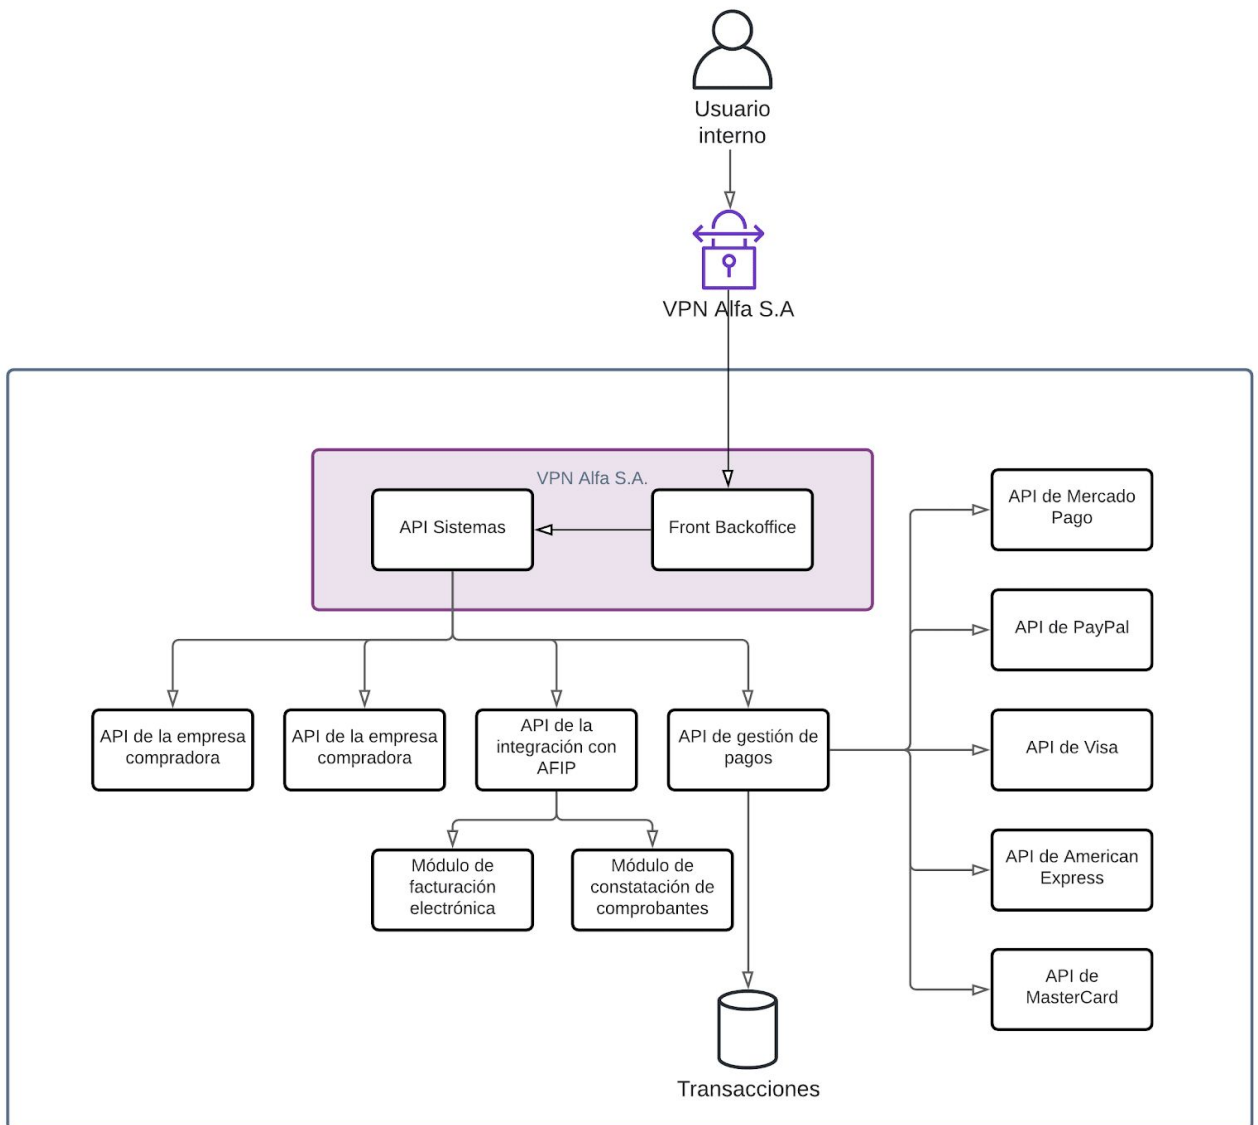 Usuario
interno
VPN Alfa S.A
VPN Alfa S.A.
API Sistemas
Front Backoffice
API de Mercado
Pago
API de PayPal
API de la empresa
compradora
API de la empresa
compradora
API de la
integración con
AFIP
API de gestión de
pagos
API de Visa
Módulo de
facturación
electrónica
Módulo de
constatación de
comprobantes
API de American
Express
API de
MasterCard
Transacciones